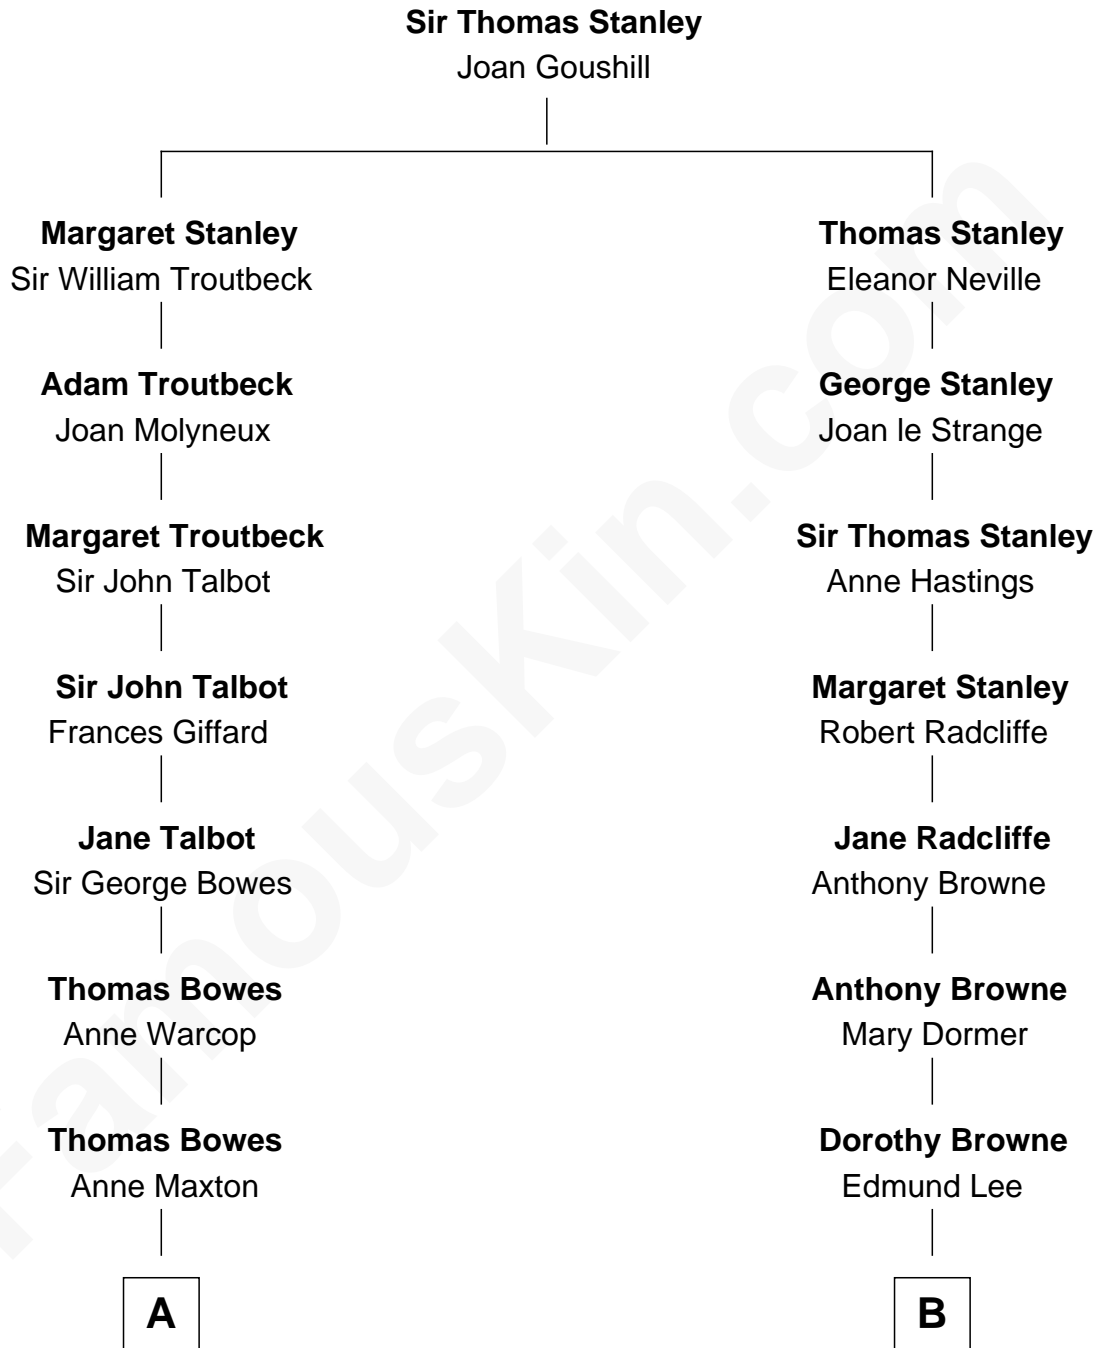 Sir Thomas Stanley
Joan Goushill
Margaret Stanley
Sir William Troutbeck
Thomas Stanley
Eleanor Neville
Adam Troutbeck
Joan Molyneux
George Stanley
Joan le Strange
Margaret Troutbeck
Sir John Talbot
Sir Thomas Stanley
Anne Hastings
Sir John Talbot
Frances Giffard
Margaret Stanley
Robert Radcliffe
Jane Talbot
Sir George Bowes
Jane Radcliffe
Anthony Browne
Thomas Bowes
Anne Warcop
Anthony Browne
Mary Dormer
Thomas Bowes
Anne Maxton
Dorothy Browne
Edmund Lee
A
B
FamousKin.com